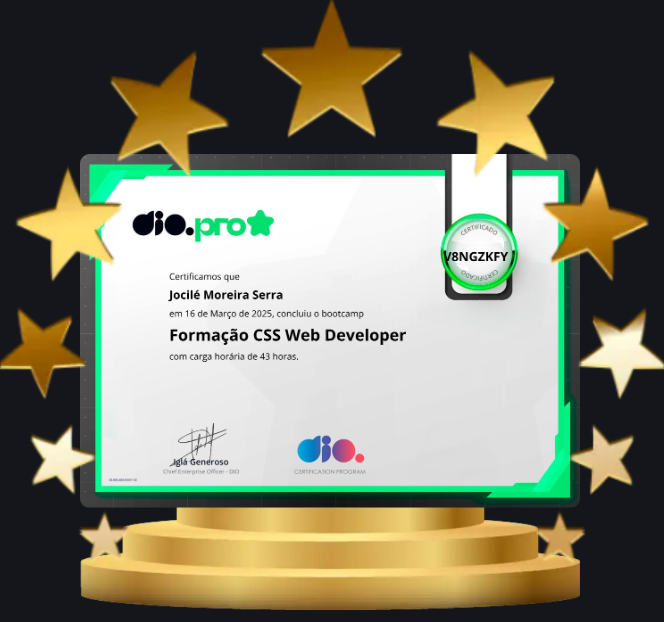 dio.pro
CERTIFICADO
V8NGZKFY
CERTIFICADO
Certificamos que
Jocilé Moreira Serra
em 16 de Março de 2025, concluiu o bootcamp
Formação CSS Web Developer
com carga horária de 43 horas.
Iglá Generoso
Chief Enterprise Officer - DIO
dio.
CERTIFICASON PROGRAM